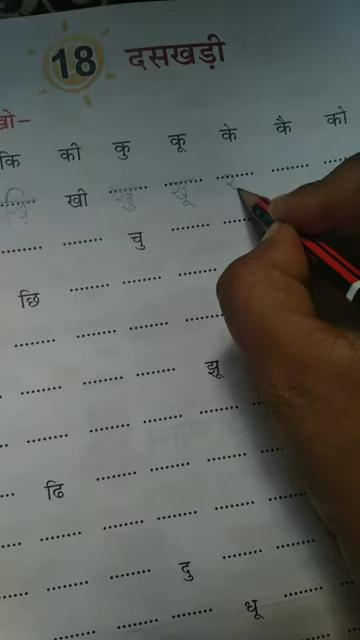 18 दसखड़ी
खो–
कि की कु कू के कै को
खि खी खु खू
चु
छि
झू
ढि
दु
धू